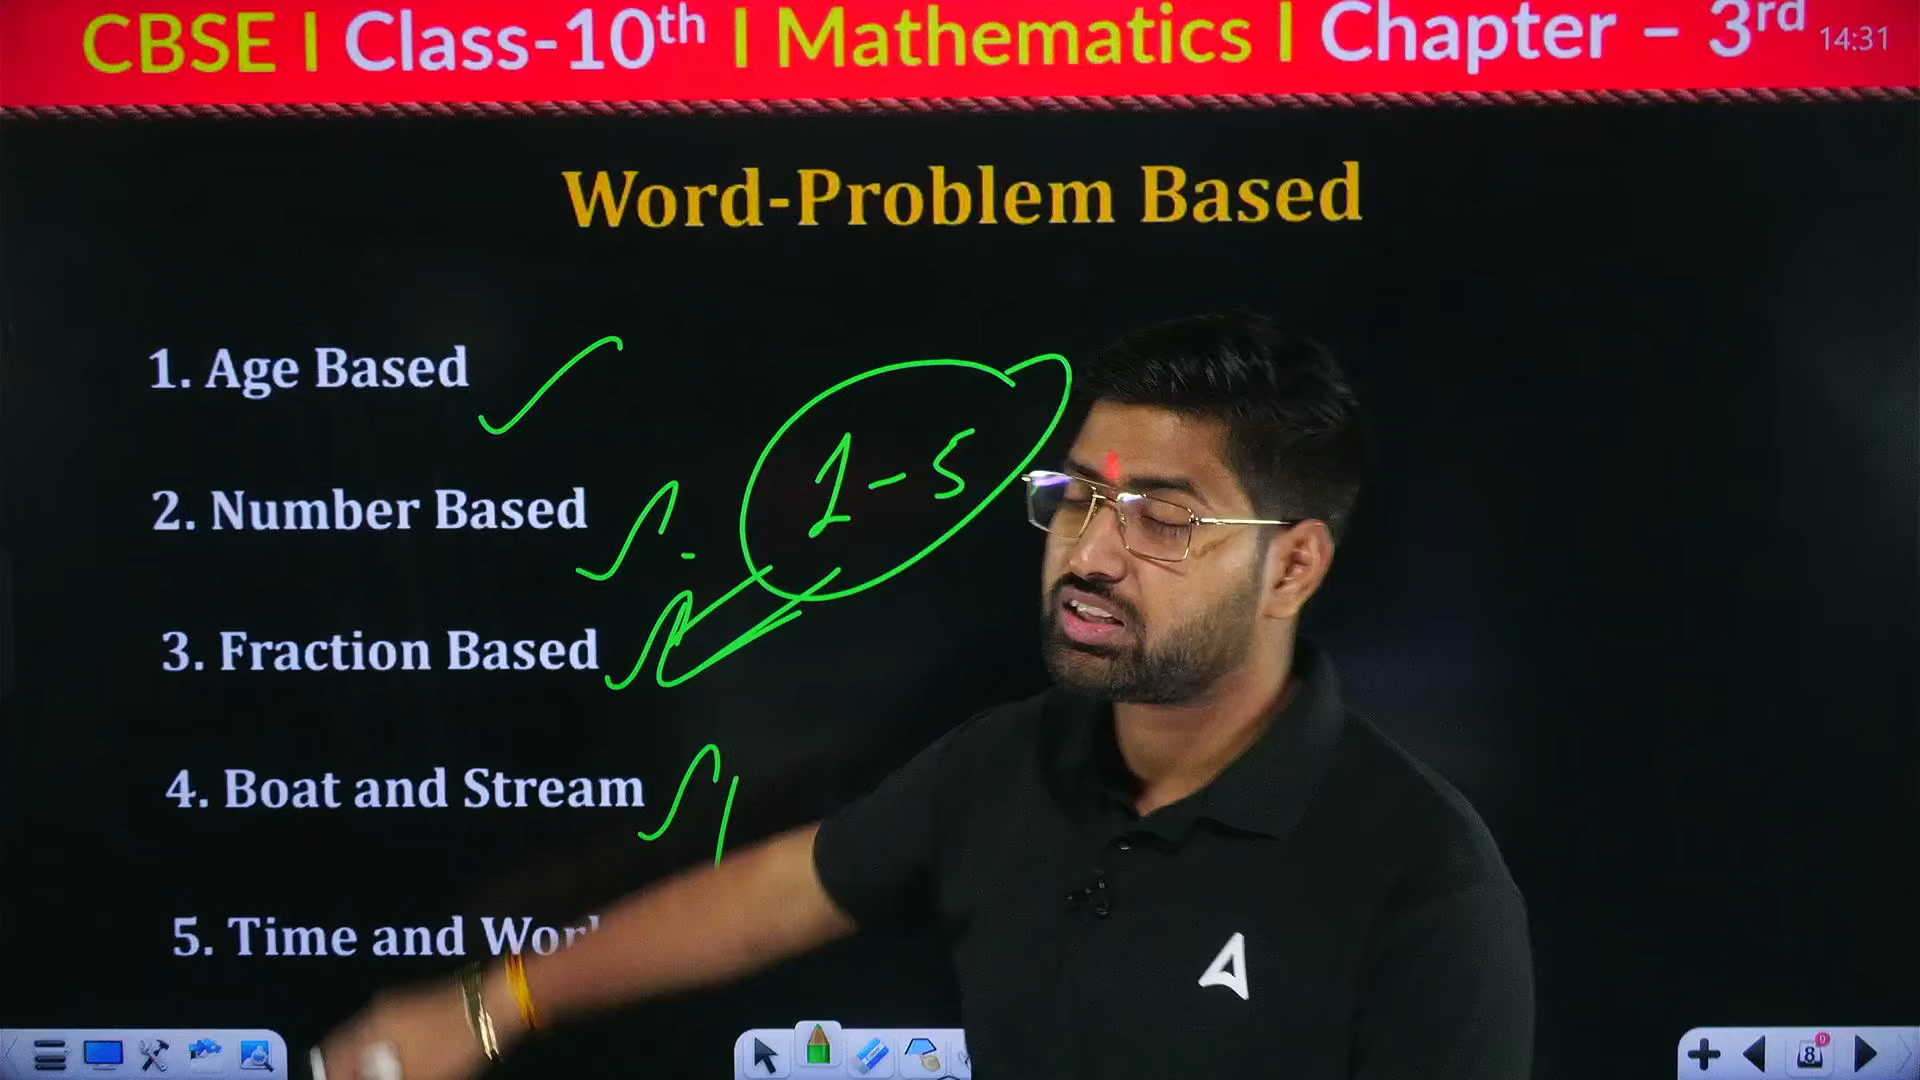 CBSE I Class-10th I Mathematics I Chapter – 3rd
14:31
Word-Problem Based
1. Age Based
2. Number Based
1 - 5
3. Fraction Based
4. Boat and Stream
5. Time and
8